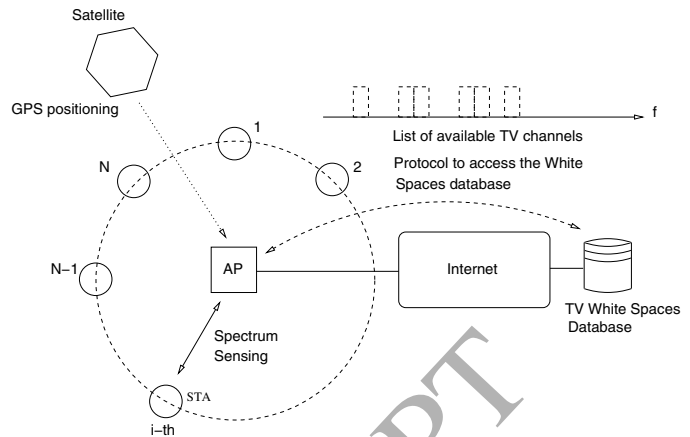 Satellite
GPS positioning
1
N
2
N-1
f
List of available TV channels
Protocol to access the White
Spaces database
AP
Internet
TV White Spaces
Database
Spectrum
Sensing
STA
i-th
PT